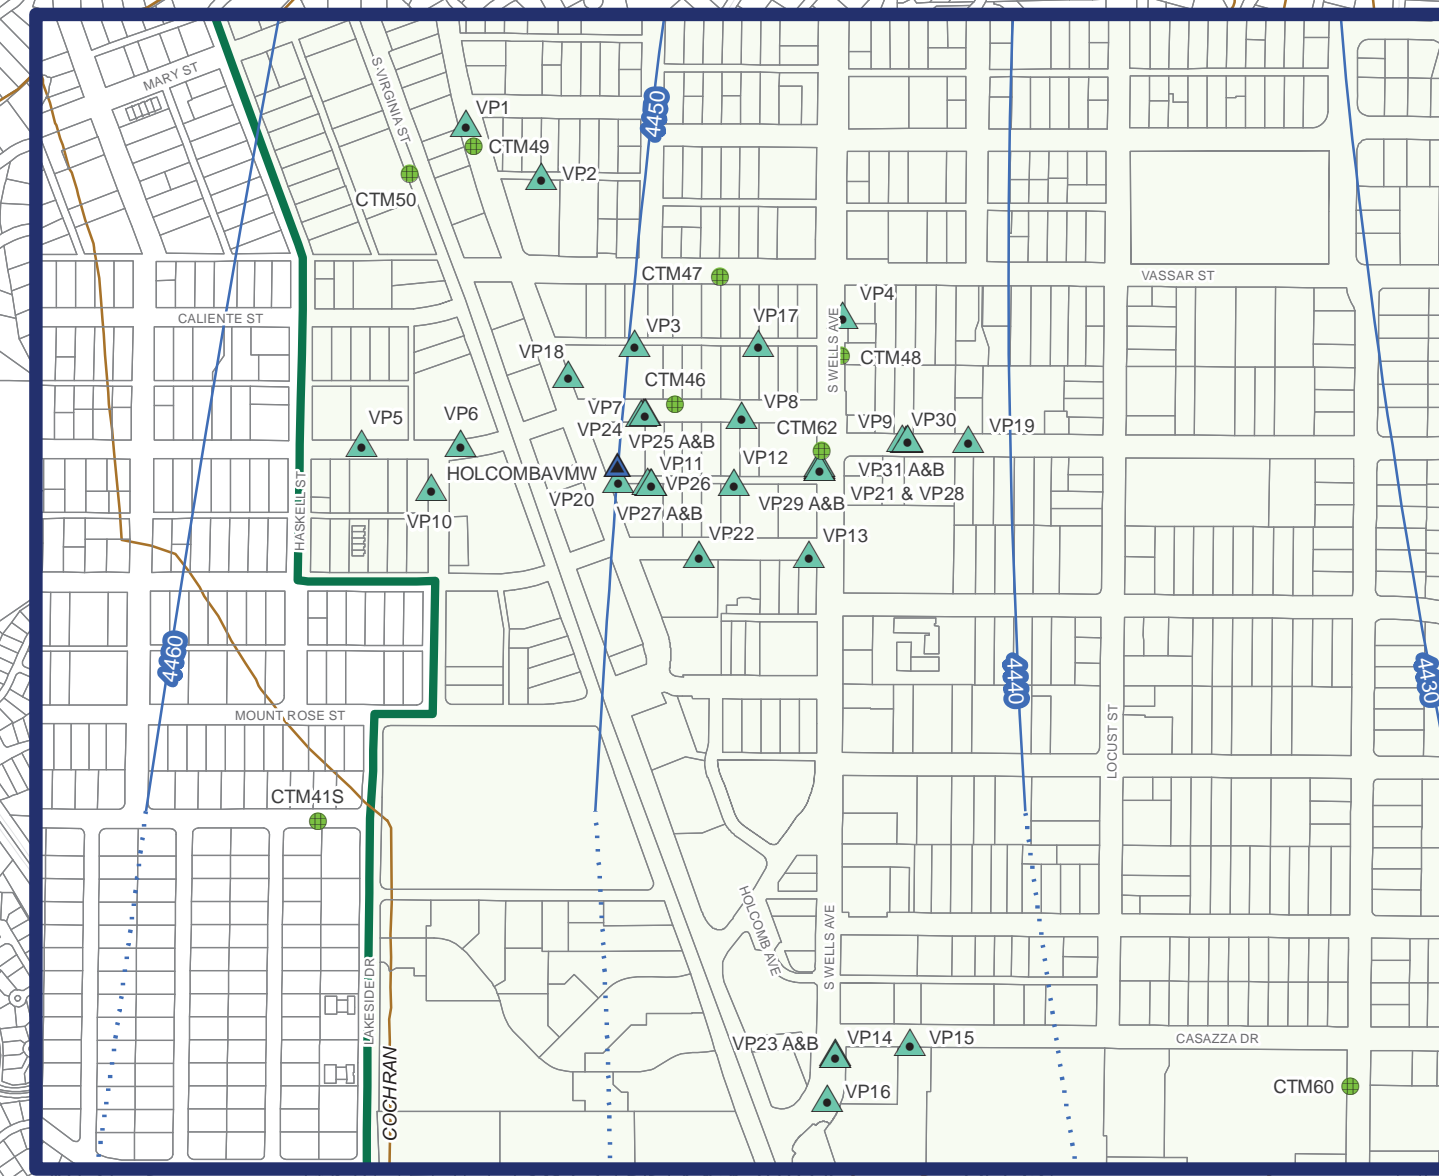 MARY ST
S VIRGINIA ST
VP1
4450
CTM49
VP2
CTM50
CTM47
VASSAR ST
VP4
CALIENTE ST
VP3
VP17
S WELLS AVE
VP18
CTM48
CTM46
VP7
VP8
VP5
VP6
VP24
CTM62
VP9
VP30
VP19
VP25 A&B
HOLCOMBAVMW
VP11
VP12
VP31 A&B
VP26
VP20
VP21 & VP28
VP29 A&B
HASKELL ST
VP10
VP27 A&B
VP22
VP13
4460
4440
4430
MOUNT ROSE ST
LOCUST ST
CTM41S
HOLCOMB AVE
S WELLS AVE
LAKESIDE DR
VP23 A&B
VP14
VP15
CASAZZA DR
COCHRAN
VP16
CTM60